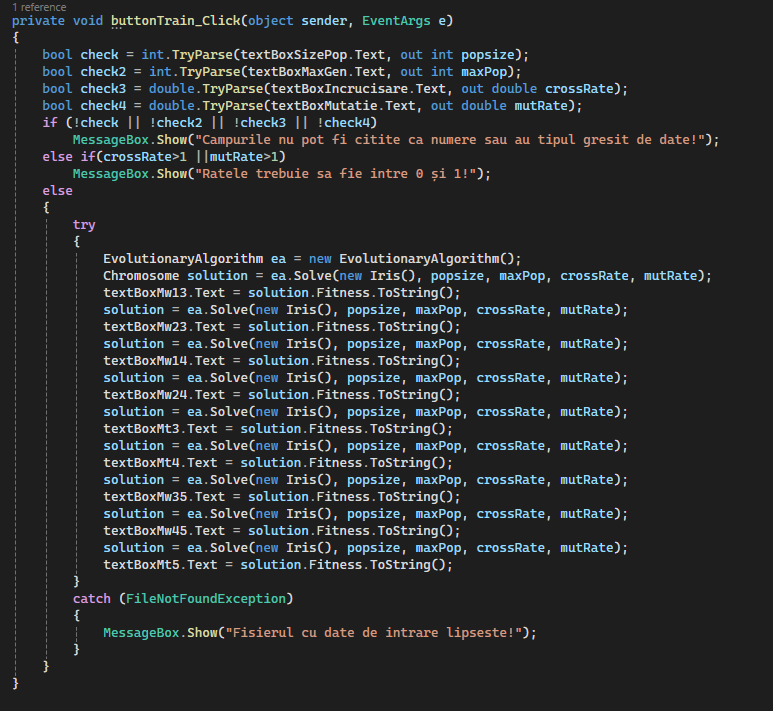 1 reference
private void buttonTrain_Click(object sender, EventArgs e)
{
    bool check = int.TryParse(textBoxSizePop.Text, out int popsize);
    bool check2 = int.TryParse(textBoxMaxGen.Text, out int maxPop);
    bool check3 = double.TryParse(textBoxIncrucisare.Text, out double crossRate);
    bool check4 = double.TryParse(textBoxMutatie.Text, out double mutRate);
    if (!check || !check2 || !check3 || !check4)
        MessageBox.Show("Campurile nu pot fi citite ca numere sau au tipul gresit de date!");
    else if(crossRate>1 ||mutRate>1)
        MessageBox.Show("Ratele trebuie sa fie intre 0 și 1!");
    else
    {
        try
        {
            EvolutionaryAlgorithm ea = new EvolutionaryAlgorithm();
            Chromosome solution = ea.Solve(new Iris(), popsize, maxPop, crossRate, mutRate);
            textBoxMw13.Text = solution.Fitness.ToString();
            solution = ea.Solve(new Iris(), popsize, maxPop, crossRate, mutRate);
            textBoxMw23.Text = solution.Fitness.ToString();
            solution = ea.Solve(new Iris(), popsize, maxPop, crossRate, mutRate);
            textBoxMw14.Text = solution.Fitness.ToString();
            solution = ea.Solve(new Iris(), popsize, maxPop, crossRate, mutRate);
            textBoxMw24.Text = solution.Fitness.ToString();
            solution = ea.Solve(new Iris(), popsize, maxPop, crossRate, mutRate);
            textBoxMt3.Text = solution.Fitness.ToString();
            solution = ea.Solve(new Iris(), popsize, maxPop, crossRate, mutRate);
            textBoxMt4.Text = solution.Fitness.ToString();
            solution = ea.Solve(new Iris(), popsize, maxPop, crossRate, mutRate);
            textBoxMw35.Text = solution.Fitness.ToString();
            solution = ea.Solve(new Iris(), popsize, maxPop, crossRate, mutRate);
            textBoxMw45.Text = solution.Fitness.ToString();
            solution = ea.Solve(new Iris(), popsize, maxPop, crossRate, mutRate);
            textBoxMt5.Text = solution.Fitness.ToString();
        }
        catch (FileNotFoundException)
        {
            MessageBox.Show("Fisierul cu date de intrare lipseste!");
        }
    }
}